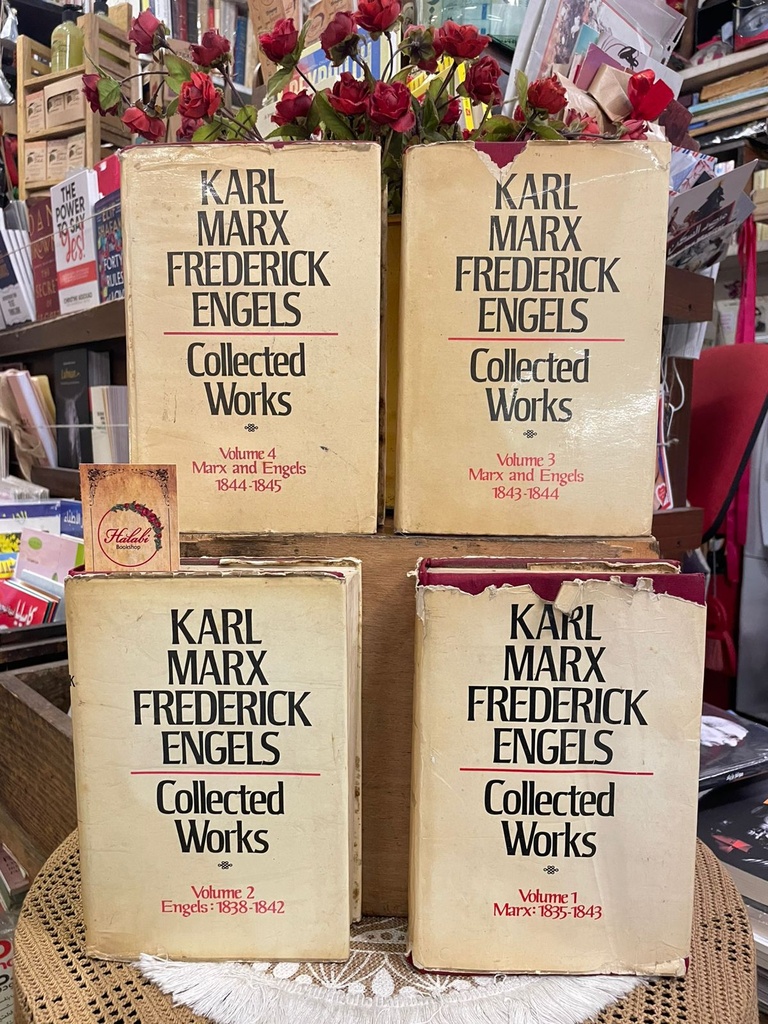 KARL
MARX
FREDERICK
ENGELS
Collected
Works
Volume 4
Marx and Engels
1844-1845
KARL
MARX
FREDERICK
ENGELS
Collected
Works
Volume 3
Marx and Engels
1843-1844
KARL
MARX
FREDERICK
ENGELS
Collected
Works
Volume 2
Engels: 1838-1842
KARL
MARX
FREDERICK
ENGELS
Collected
Works
Volume 1
Marx: 1835-1843
Halabi
Bookshop
THE
POWER
TO SAY
Yes!